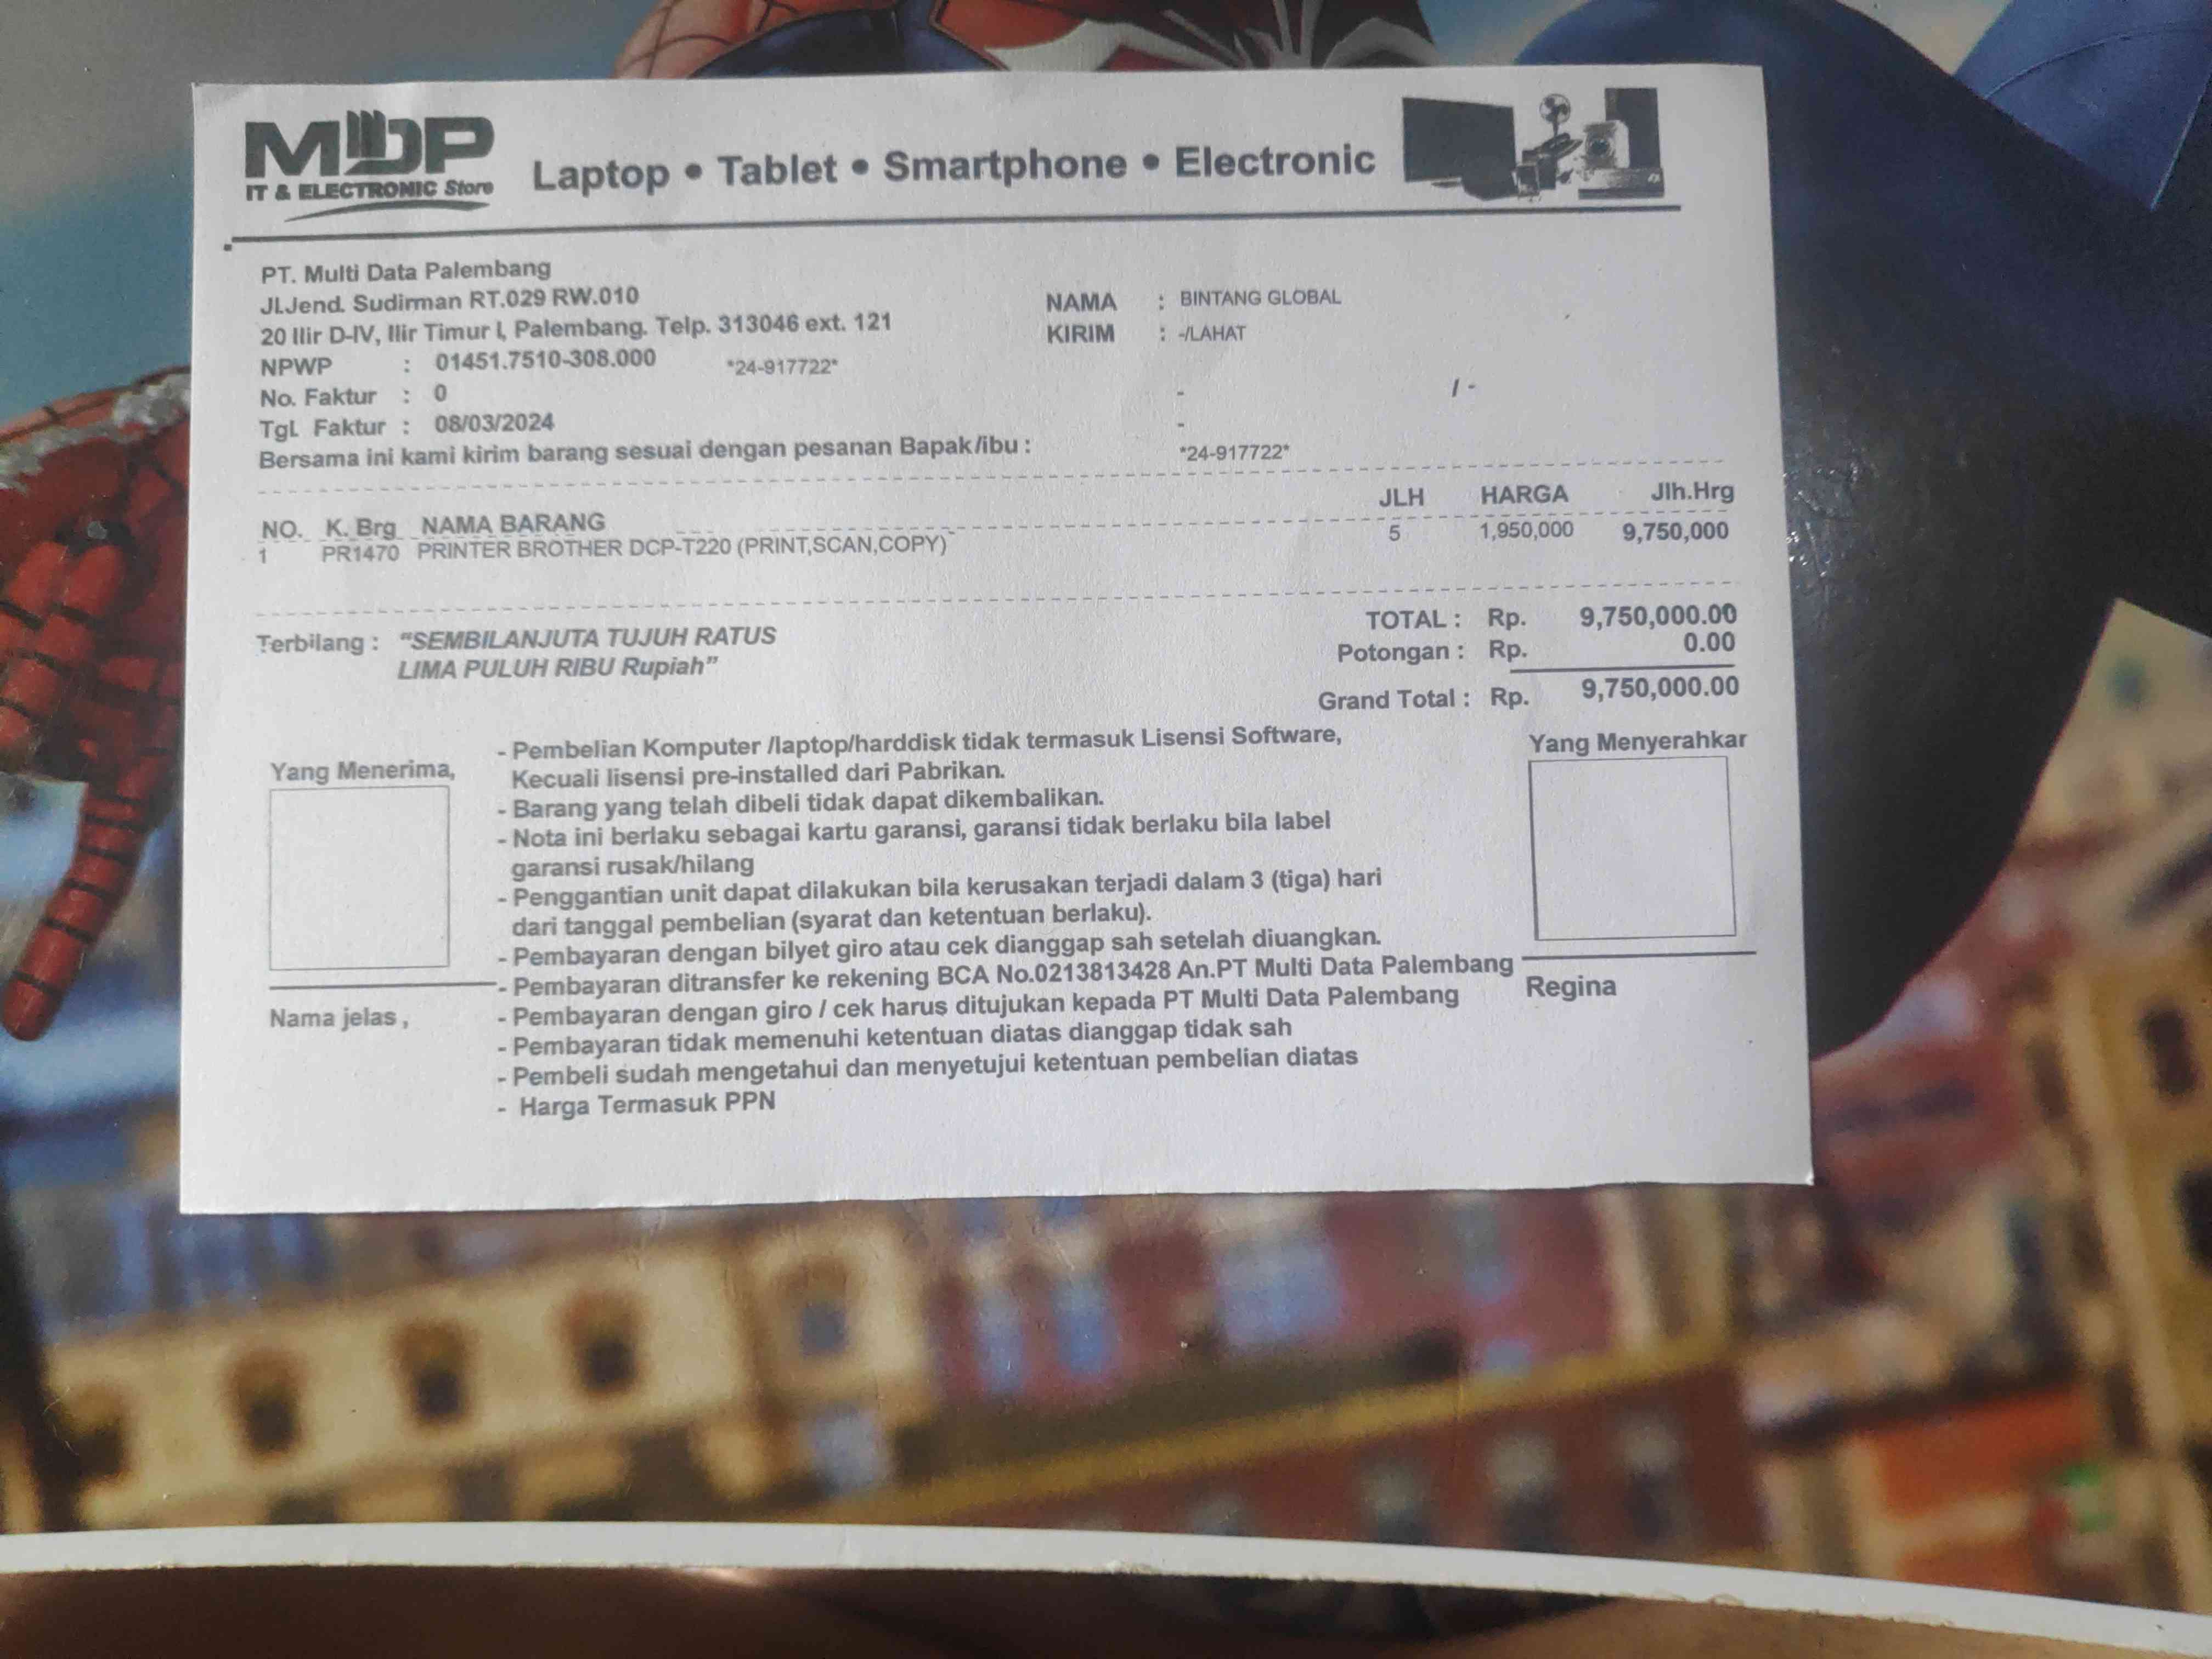 MDP
IT & ELECTRONIC Store
Laptop • Tablet • Smartphone • Electronic
PT. Multi Data Palembang
Jl.Jend. Sudirman RT.029 RW.010
20 Ilir D-IV, Ilir Timur I, Palembang. Telp. 313046 ext. 121
NPWP : 01451.7510-308.000 *24-917722*
No. Faktur : 0
Tgl. Faktur : 08/03/2024
Bersama ini kami kirim barang sesuai dengan pesanan Bapak/ibu :
NAMA : BINTANG GLOBAL
KIRIM : -/LAHAT
- / -
-
*24-917722*
NO. K. Brg NAMA BARANG JLH HARGA Jlh.Hrg
1 PR1470 PRINTER BROTHER DCP-T220 (PRINT,SCAN,COPY) 5 1,950,000 9,750,000
Terbilang : "SEMBILANJUTA TUJUH RATUS
LIMA PULUH RIBU Rupiah"
TOTAL : Rp. 9,750,000.00
Potongan : Rp. 0.00
Grand Total : Rp. 9,750,000.00
Yang Menerima,
Nama jelas ,
- Pembelian Komputer /laptop/harddisk tidak termasuk Lisensi Software,
Kecuali lisensi pre-installed dari Pabrikan.
- Barang yang telah dibeli tidak dapat dikembalikan.
- Nota ini berlaku sebagai kartu garansi, garansi tidak berlaku bila label
garansi rusak/hilang
- Penggantian unit dapat dilakukan bila kerusakan terjadi dalam 3 (tiga) hari
dari tanggal pembelian (syarat dan ketentuan berlaku).
- Pembayaran dengan bilyet giro atau cek dianggap sah setelah diuangkan.
- Pembayaran ditransfer ke rekening BCA No.0213813428 An.PT Multi Data Palembang
- Pembayaran dengan giro / cek harus ditujukan kepada PT Multi Data Palembang
- Pembayaran tidak memenuhi ketentuan diatas dianggap tidak sah
- Pembeli sudah mengetahui dan menyetujui ketentuan pembelian diatas
- Harga Termasuk PPN
Yang Menyerahkar
Regina